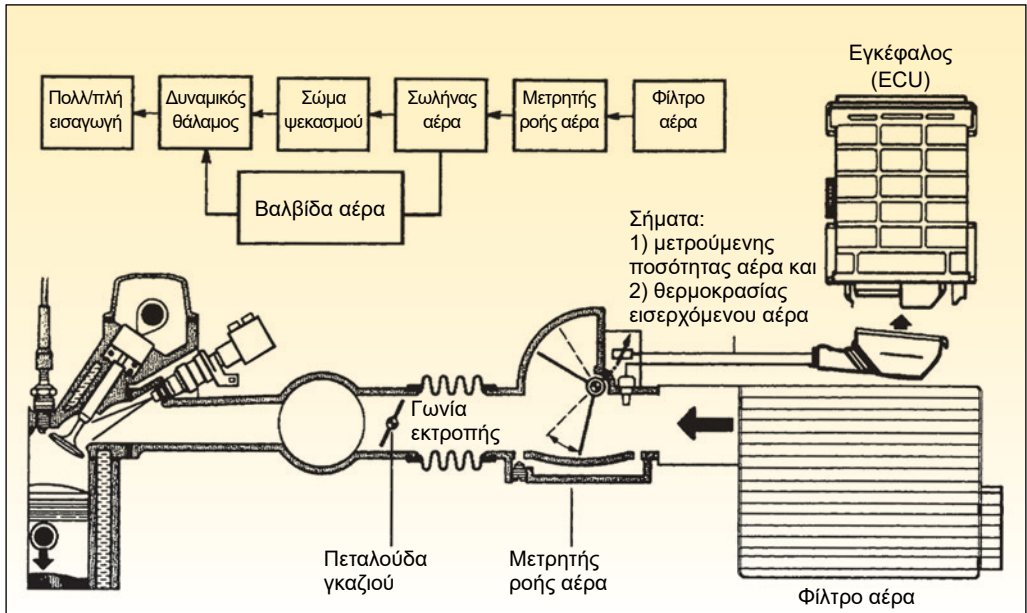 Εγκέφαλος
(ECU)
Πολλ/πλή
εισαγωγή
Δυναμικός
θάλαμος
Σώμα
ψεκασμού
Σωλήνας
αέρα
Μετρητής
ροής αέρα
Φίλτρο
αέρα
Βαλβίδα αέρα
Σήματα:
1) μετρούμενης
ποσότητας αέρα και
2) θερμοκρασίας
εισερχόμενου αέρα
Γωνία
εκτροπής
Πεταλούδα
γκαζιού
Μετρητής
ροής αέρα
Φίλτρο αέρα